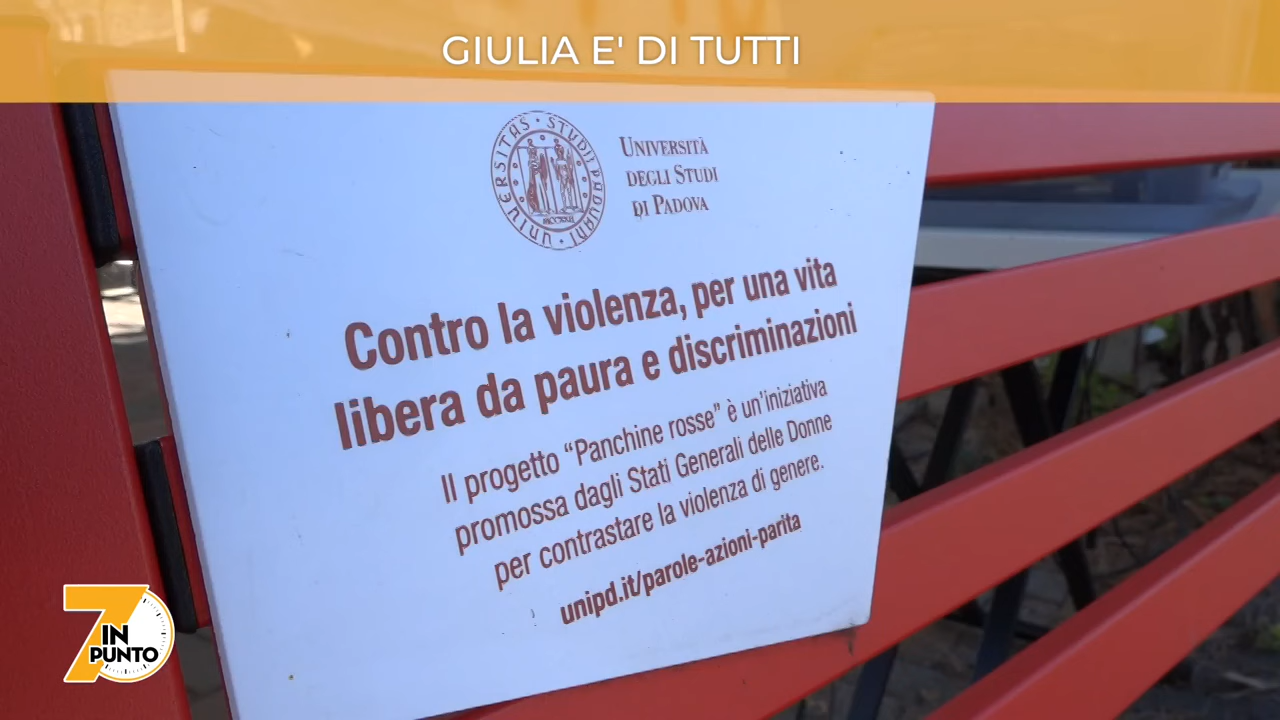 GIULIA E' DI TUTTI
UNIVERSITAS STUDII PADUANI
MCCXXII
UNIVERSITÀ
DEGLI STUDI
DI PADOVA
Contro la violenza, per una vita
libera da paura e discriminazioni
Il progetto “Panchine rosse” è un'iniziativa
promossa dagli Stati Generali delle Donne
per contrastare la violenza di genere.
unipd.it/parole-azioni-parita
7 IN
PUNTO